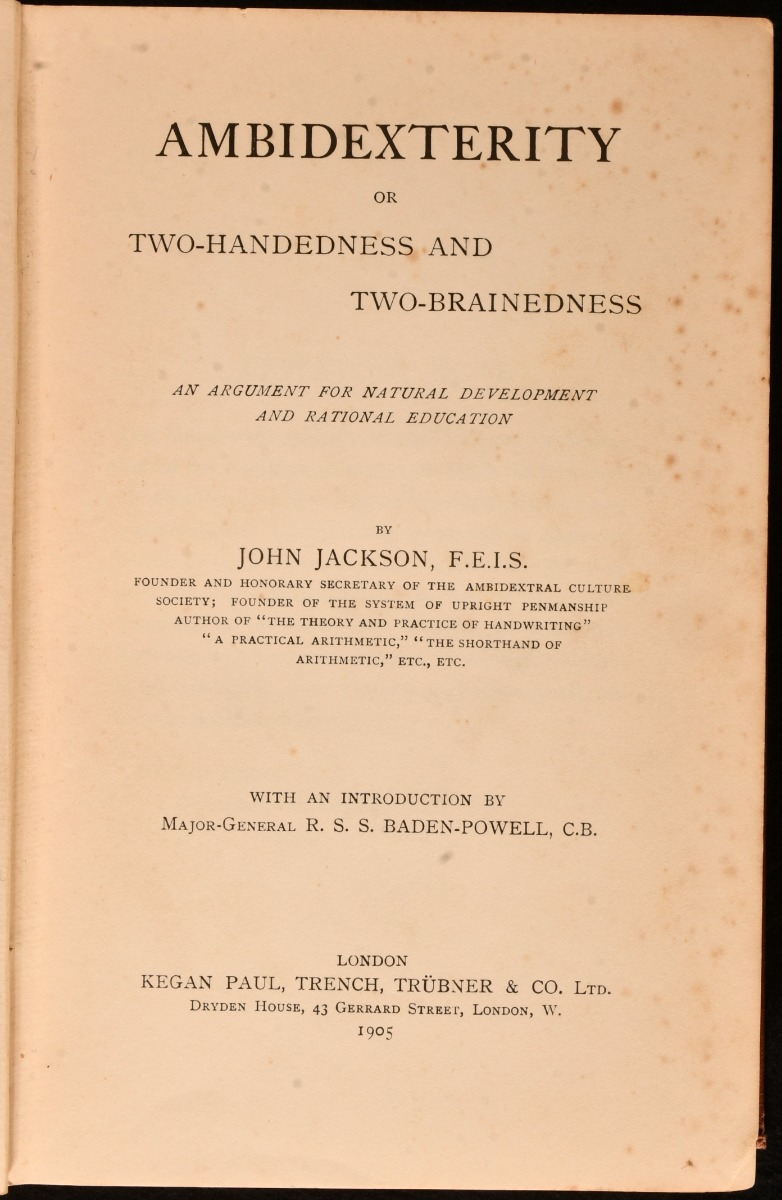 AMBIDEXTERITY
OR
TWO-HANDEDNESS AND
TWO-BRAINEDNESS
AN ARGUMENT FOR NATURAL DEVELOPMENT
AND RATIONAL EDUCATION
BY
JOHN JACKSON, F.E.I.S.
FOUNDER AND HONORARY SECRETARY OF THE AMBIDEXTRAL CULTURE
SOCIETY; FOUNDER OF THE SYSTEM OF UPRIGHT PENMANSHIP
AUTHOR OF "THE THEORY AND PRACTICE OF HANDWRITING"
"A PRACTICAL ARITHMETIC," "THE SHORTHAND OF
ARITHMETIC," ETC., ETC.
WITH AN INTRODUCTION BY
MAJOR-GENERAL R. S. S. BADEN-POWELL, C.B.
LONDON
KEGAN PAUL, TRENCH, TRÜBNER & CO. LTD.
DRYDEN HOUSE, 43 GERRARD STREET, LONDON, W.
1905